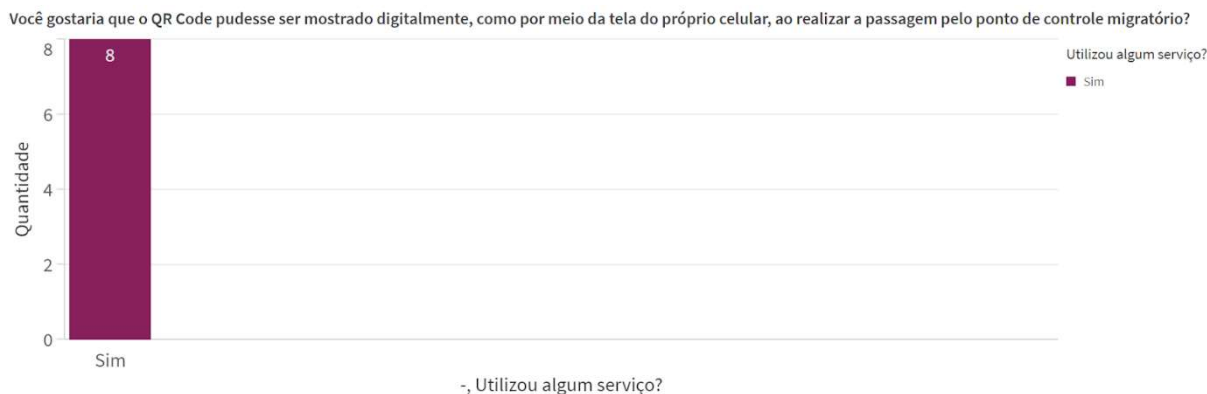 Você gostaria que o QR Code pudesse ser mostrado digitalmente, como por meio da tela do próprio celular, ao realizar a passagem pelo ponto de controle migratório?
8
8
Utilizou algum serviço?
Sim
6
Quantidade
4
2
0
Sim
-, Utilizou algum serviço?